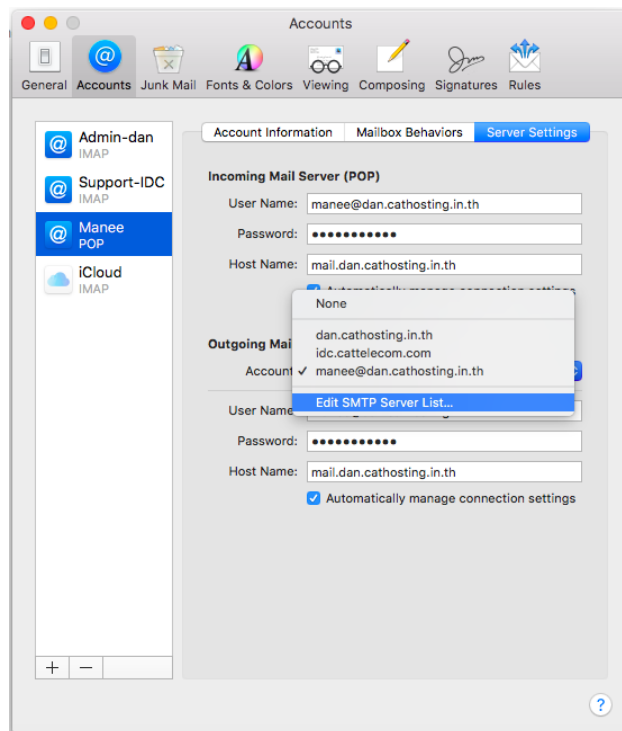 Accounts
General Accounts Junk Mail Fonts & Colors Viewing Composing Signatures Rules
Admin-dan
IMAP
Support-IDC
IMAP
Manee
POP
iCloud
IMAP
Account Information Mailbox Behaviors Server Settings
Incoming Mail Server (POP)
User Name: manee@dan.cathosting.in.th
Password: •••••••••••
Host Name: mail.dan.cathosting.in.th
Automatically manage connection settings
None
dan.cathosting.in.th
idc.cattelecom.com
✓ manee@dan.cathosting.in.th
Edit SMTP Server List...
Outgoing Mai
Account
User Name
Password: •••••••••••
Host Name: mail.dan.cathosting.in.th
Automatically manage connection settings
+ −
?